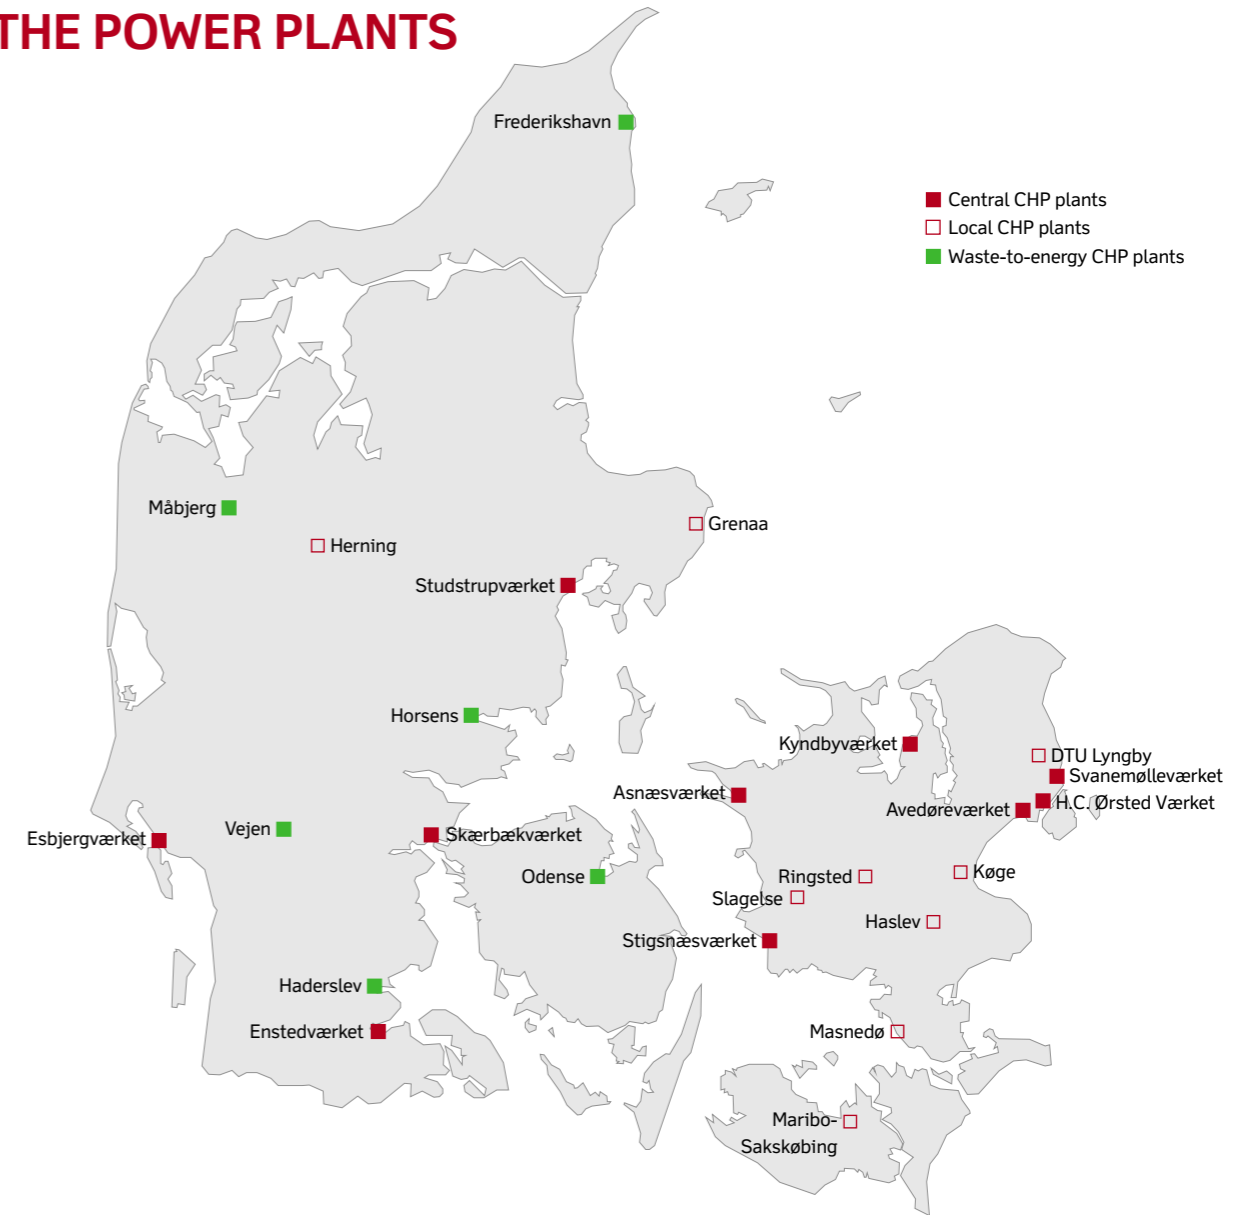 THE POWER PLANTS
Frederikshavn
Central CHP plants
Local CHP plants
Waste-to-energy CHP plants
Måbjerg
Grenaa
Herning
Studstrupværket
Horsens
Kyndbyværket
DTU Lyngby
Svanemølleværket
Asnæsværket
H.C. Ørsted Værket
Avedøreværket
Vejen
Skærbækværket
Esbjergværket
Køge
Ringsted
Odense
Slagelse
Haslev
Stigsnæsværket
Haderslev
Enstedværket
Masnedø
Maribo-
Sakskøbing